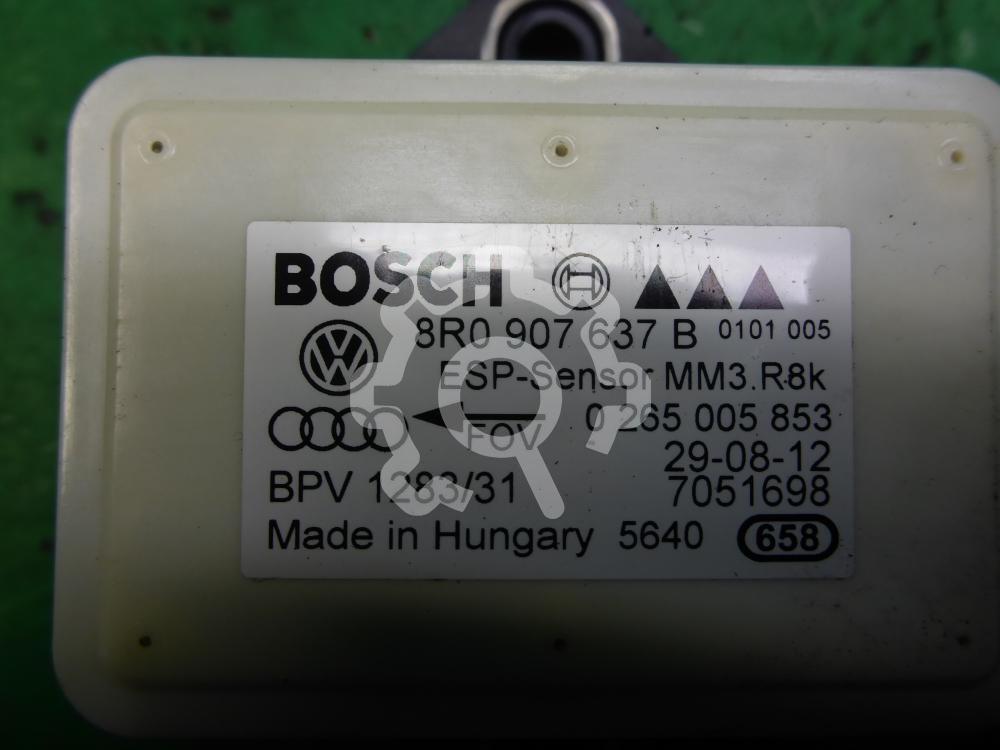 BOSCH
8R0 907 637 B 0101 005
ESP-Sensor MM3.R8k
0 265 005 853
FOV
29-08-12
BPV 1283/31 7051698
Made in Hungary 5640 658